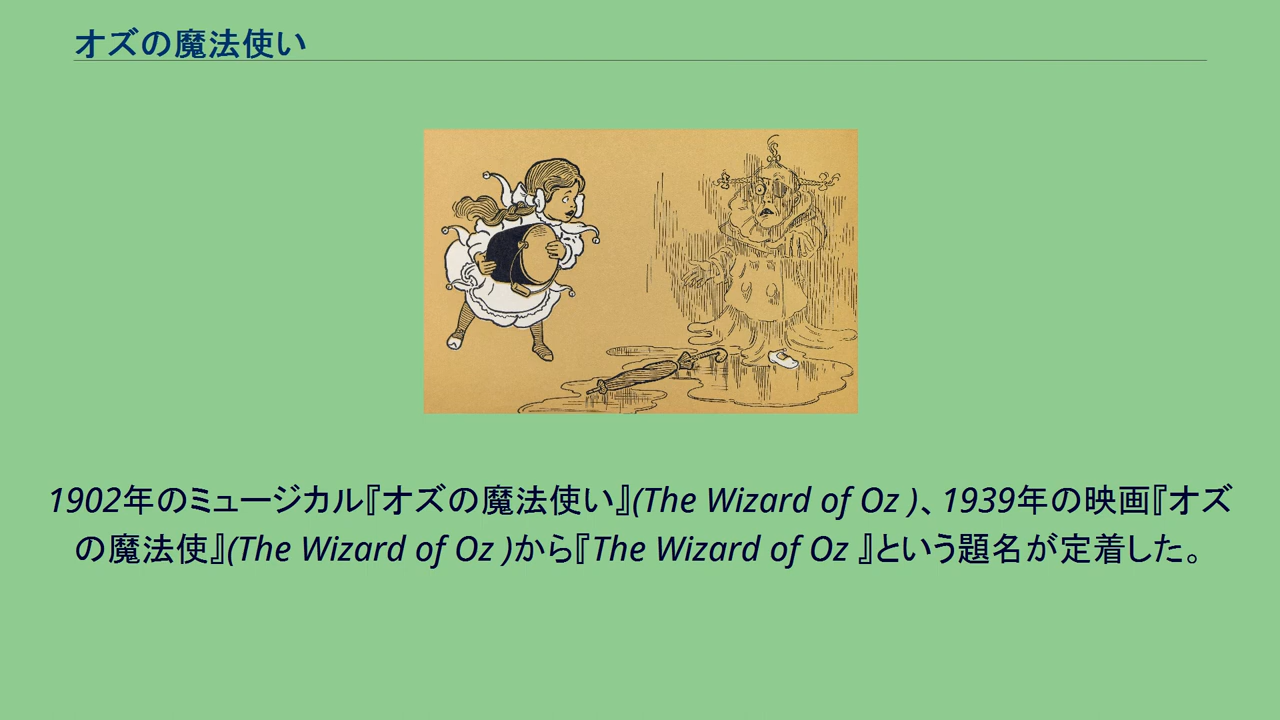 オズの魔法使い
1902年のミュージカル『オズの魔法使い』(The Wizard of Oz )、1939年の映画『オズ
の魔法使』(The Wizard of Oz )から『The Wizard of Oz 』という題名が定着した。